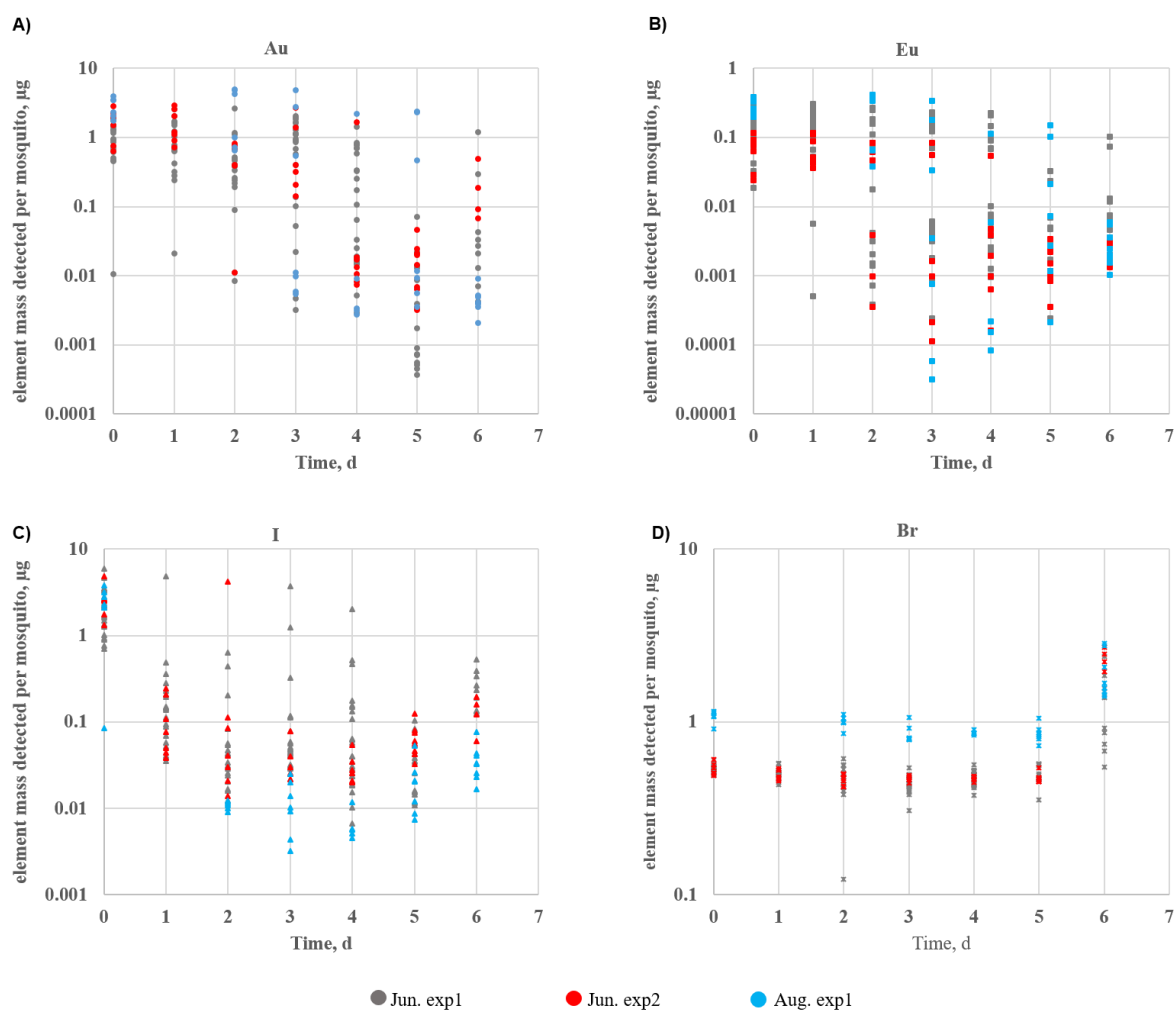 A)
Au
element mass detected per mosquito, µg
10
1
0.1
0.01
0.001
0.0001
0 1 2 3 4 5 6 7
Time, d
B)
Eu
element mass detected per mosquito, µg
1
0.1
0.01
0.001
0.0001
0.00001
0 1 2 3 4 5 6 7
Time, d
C)
I
element mass detected per mosquito, µg
10
1
0.1
0.01
0.001
0 1 2 3 4 5 6 7
Time, d
D)
Br
element mass detected per mosquito, µg
10
1
0.1
0 1 2 3 4 5 6 7
Time, d
Jun. exp1 Jun. exp2 Aug. exp1